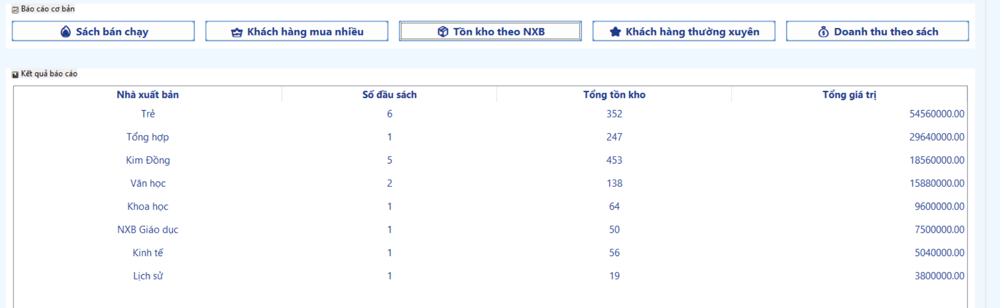 Báo cáo cơ bản
Sách bán chạy Khách hàng mua nhiều Tồn kho theo NXB Khách hàng thường xuyên Doanh thu theo sách
Kết quả báo cáo
Nhà xuất bản Số đầu sách Tổng tồn kho Tổng giá trị
Trẻ 6 352 54560000.00
Tổng hợp 1 247 29640000.00
Kim Đồng 5 453 18560000.00
Văn học 2 138 15880000.00
Khoa học 1 64 9600000.00
NXB Giáo dục 1 50 7500000.00
Kinh tế 1 56 5040000.00
Lịch sử 1 19 3800000.00